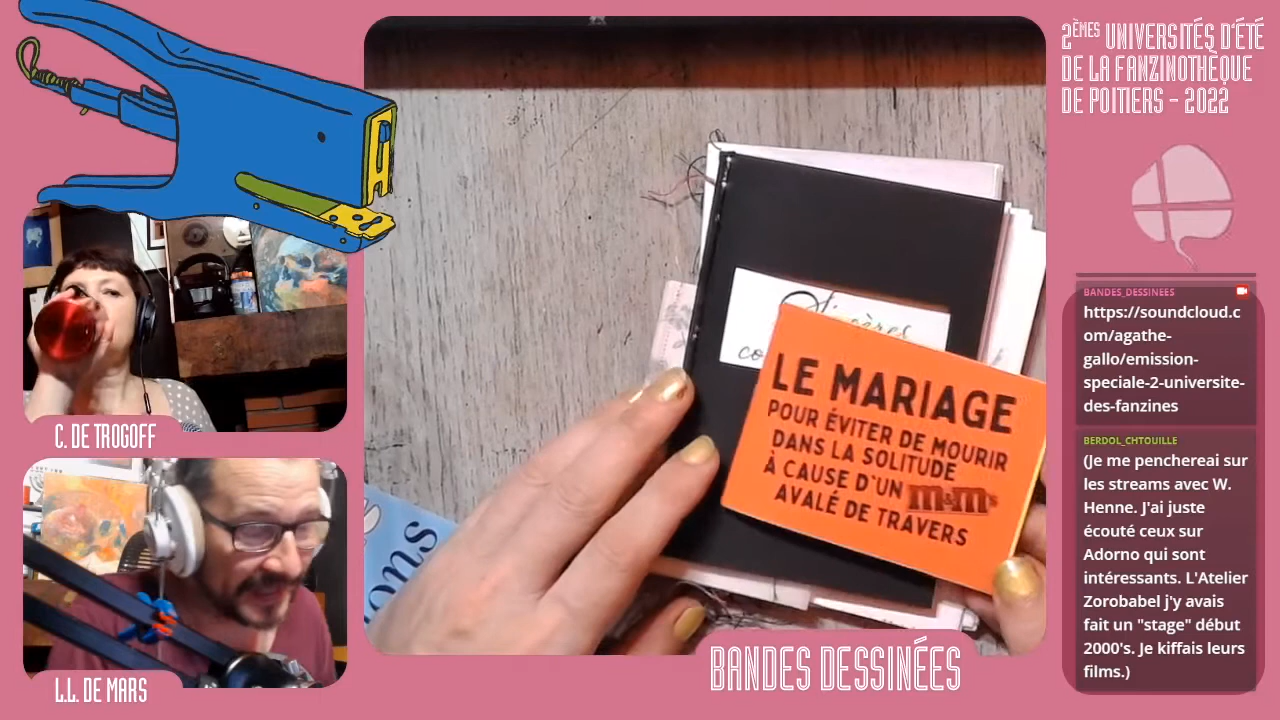 2ÈMES UNIVERSITÉS D'ÉTÉ
DE LA FANZINOTHÈQUE
DE POITIERS - 2022
C. DE TROGOFF
L.L. DE MARS
LE MARIAGE
POUR ÉVITER DE MOURIR
DANS LA SOLITUDE
À CAUSE D'UN m&m's
AVALÉ DE TRAVERS
ons
BANDES DESSINÉES
BANDES_DESSINEES
https://soundcloud.c
om/agathe-
gallo/emission-
speciale-2-universite-
des-fanzines
BERDOL_CHTOUILLE
(Je me penchereai sur
les streams avec W.
Henne. J'ai juste
écouté ceux sur
Adorno qui sont
intéressants. L'Atelier
Zorobabel j'y avais
fait un "stage" début
2000's. Je kiffais leurs
films.)